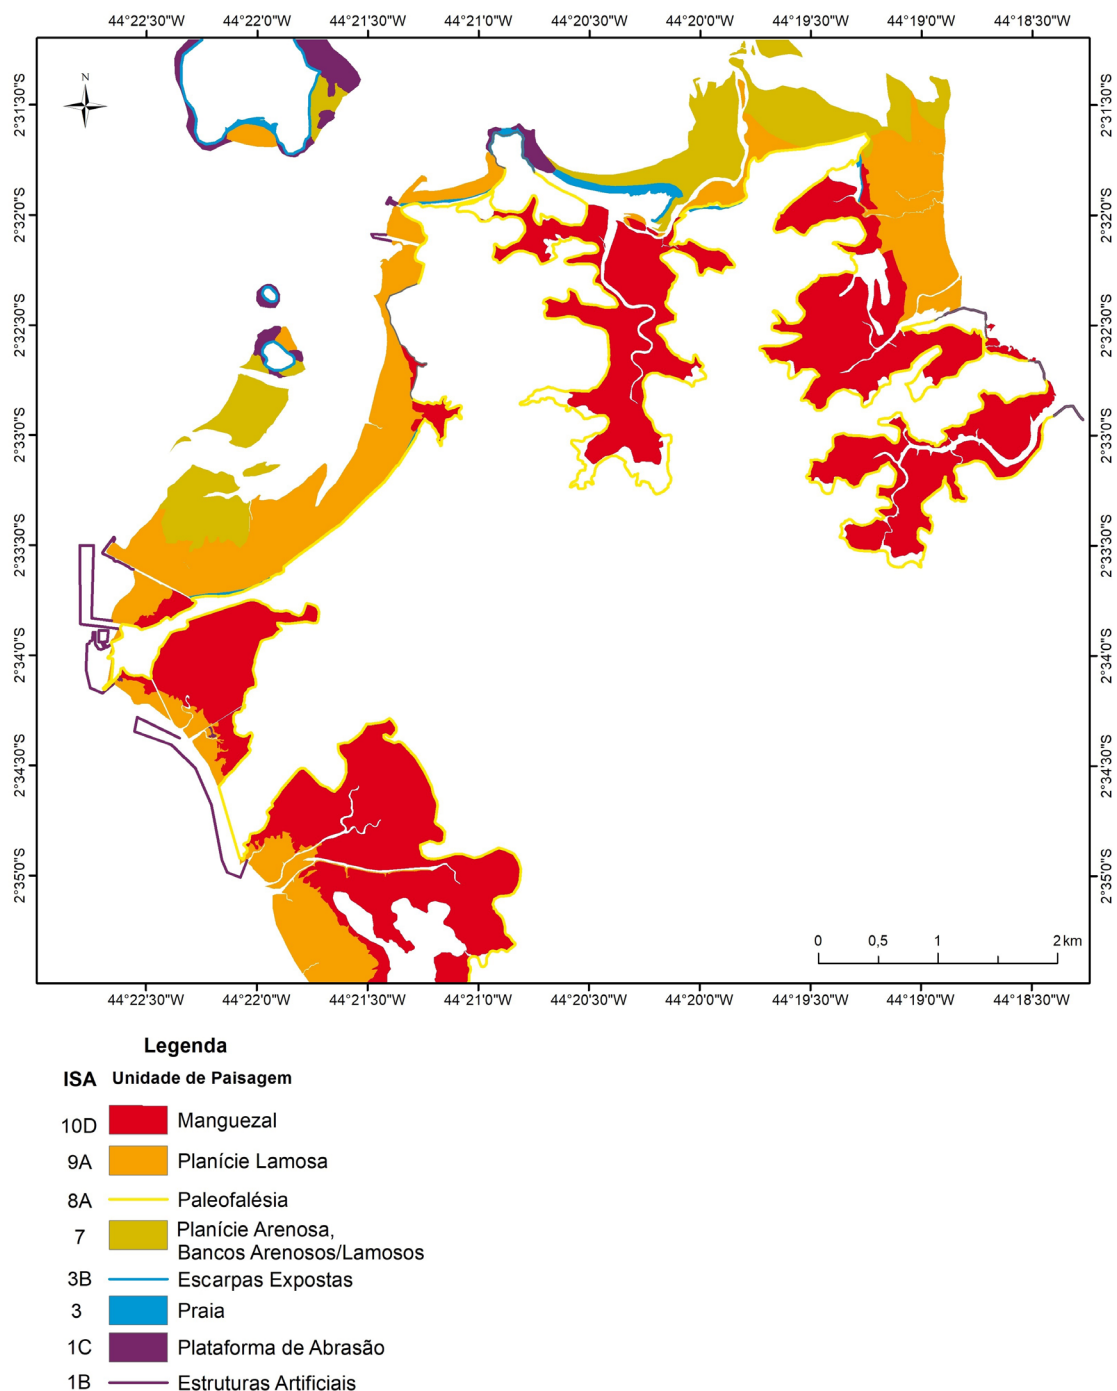 44°22'30"W 44°22'0"W 44°21'30"W 44°21'0"W 44°20'30"W 44°20'0"W 44°19'30"W 44°19'0"W 44°18'30"W
N
2°31'30"S 2°31'30"S
2°32'0"S 2°32'0"S
2°32'30"S 2°32'30"S
2°33'0"S 2°33'0"S
2°33'30"S 2°33'30"S
2°34'0"S 2°34'0"S
2°34'30"S 2°34'30"S
2°35'0"S 2°35'0"S
0 0,5 1 2 km
44°22'30"W 44°22'0"W 44°21'30"W 44°21'0"W 44°20'30"W 44°20'0"W 44°19'30"W 44°19'0"W 44°18'30"W
Legenda
ISA Unidade de Paisagem
10D Manguezal
9A Planície Lamosa
8A Paleofalésia
7 Planície Arenosa,
Bancos Arenosos/Lamosos
3B Escarpas Expostas
3 Praia
1C Plataforma de Abrasão
1B Estruturas Artificiais